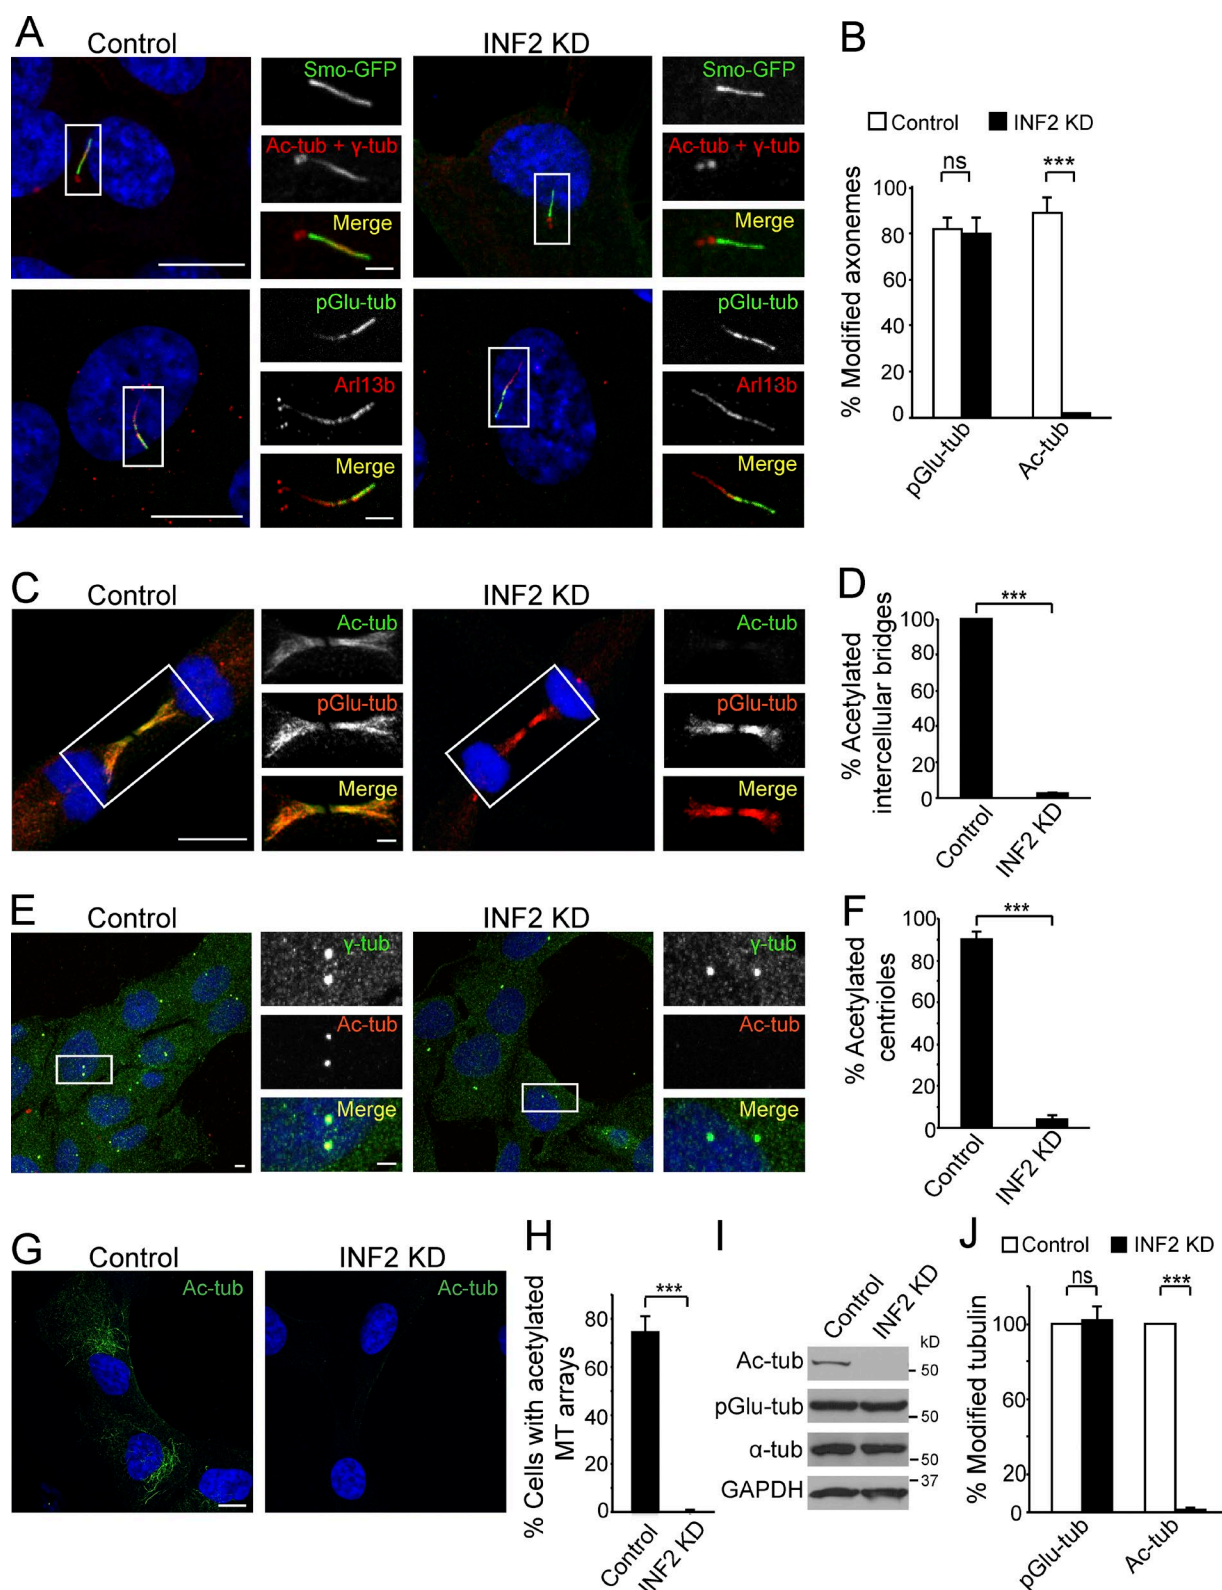 A
Control
INF2 KD
Smo-GFP
Ac-tub + γ-tub
Merge
Smo-GFP
Ac-tub + γ-tub
Merge
pGlu-tub
Arl13b
Merge
pGlu-tub
Arl13b
Merge
B
Control INF2 KD
ns
***
% Modified axonemes
100
80
60
40
20
0
pGlu-tub
Ac-tub
C
Control
INF2 KD
Ac-tub
pGlu-tub
Merge
Ac-tub
pGlu-tub
Merge
D
***
% Acetylated
intercellular bridges
100
80
60
40
20
0
Control
INF2 KD
E
Control
INF2 KD
γ-tub
Ac-tub
Merge
γ-tub
Ac-tub
Merge
F
***
% Acetylated
centrioles
100
80
60
40
20
0
Control
INF2 KD
G
Control
INF2 KD
Ac-tub
Ac-tub
H
***
% Cells with acetylated
MT arrays
80
60
40
20
0
Control
INF2 KD
I
Control
INF2 KD
kD
Ac-tub
50
pGlu-tub
50
α-tub
50
37
GAPDH
J
Control INF2 KD
ns
***
% Modified tubulin
100
80
60
40
20
0
pGlu-tub
Ac-tub